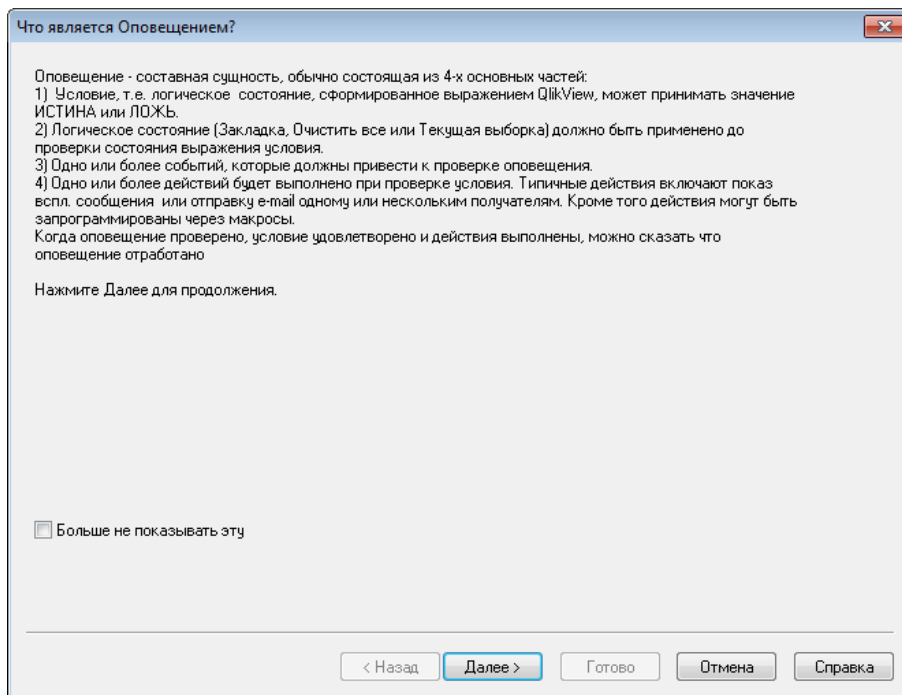 Что является Оповещением?
Оповещение - составная сущность, обычно состоящая из 4-х основных частей:
1)  Условие, т.е. логическое  состояние, сформированное выражением QlikView, может принимать значение
ИСТИНА или ЛОЖЬ.
2) Логическое состояние (Закладка, Очистить все или Текущая выборка) должно быть применено до
проверки состояния выражения условия.
3) Одно или более событий, которые должны привести к проверке оповещения.
4) Одно или более действий будет выполнено при проверке условия. Типичные действия включают показ
вспл. сообщения  или отправку e-mail одному или нескольким получателям. Кроме того действия могут быть
запрограммированы через макросы.
Когда оповещение проверено, условие удовлетворено и действия выполнены, можно сказать что
оповещение отработано
Нажмите Далее для продолжения.
Больше не показывать эту
< Назад Далее > Готово Отмена Справка